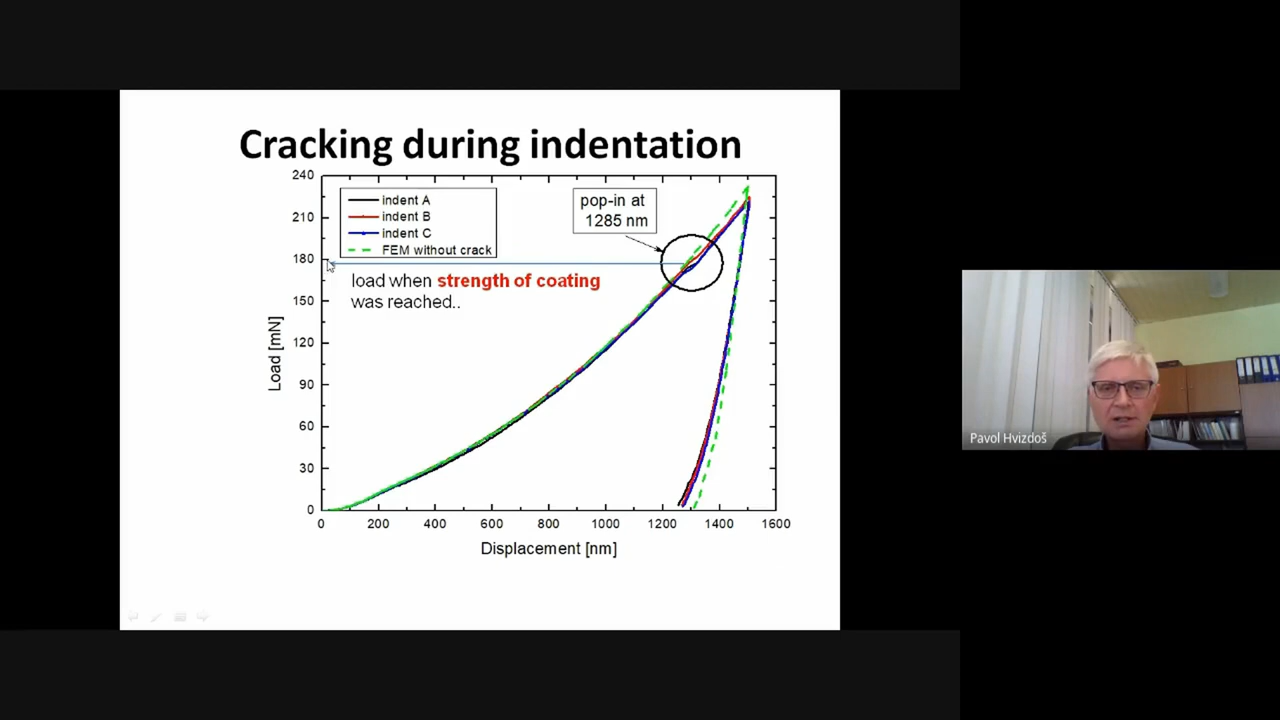 Cracking during indentation
240
210
180
150
120
90
60
30
0
Load [mN]
indent A
indent B
indent C
FEM without crack
pop-in at
1285 nm
load when strength of coating
was reached..
0 200 400 600 800 1000 1200 1400 1600
Displacement [nm]
Pavol Hvizdoš